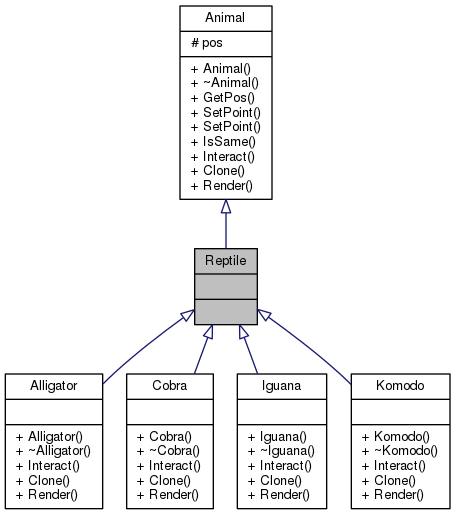 Animal
# pos
+ Animal()
+ ~Animal()
+ GetPos()
+ SetPoint()
+ SetPoint()
+ IsSame()
+ Interact()
+ Clone()
+ Render()
Reptile
Alligator
+ Alligator()
+ ~Alligator()
+ Interact()
+ Clone()
+ Render()
Cobra
+ Cobra()
+ ~Cobra()
+ Interact()
+ Clone()
+ Render()
Iguana
+ Iguana()
+ ~Iguana()
+ Interact()
+ Clone()
+ Render()
Komodo
+ Komodo()
+ ~Komodo()
+ Interact()
+ Clone()
+ Render()